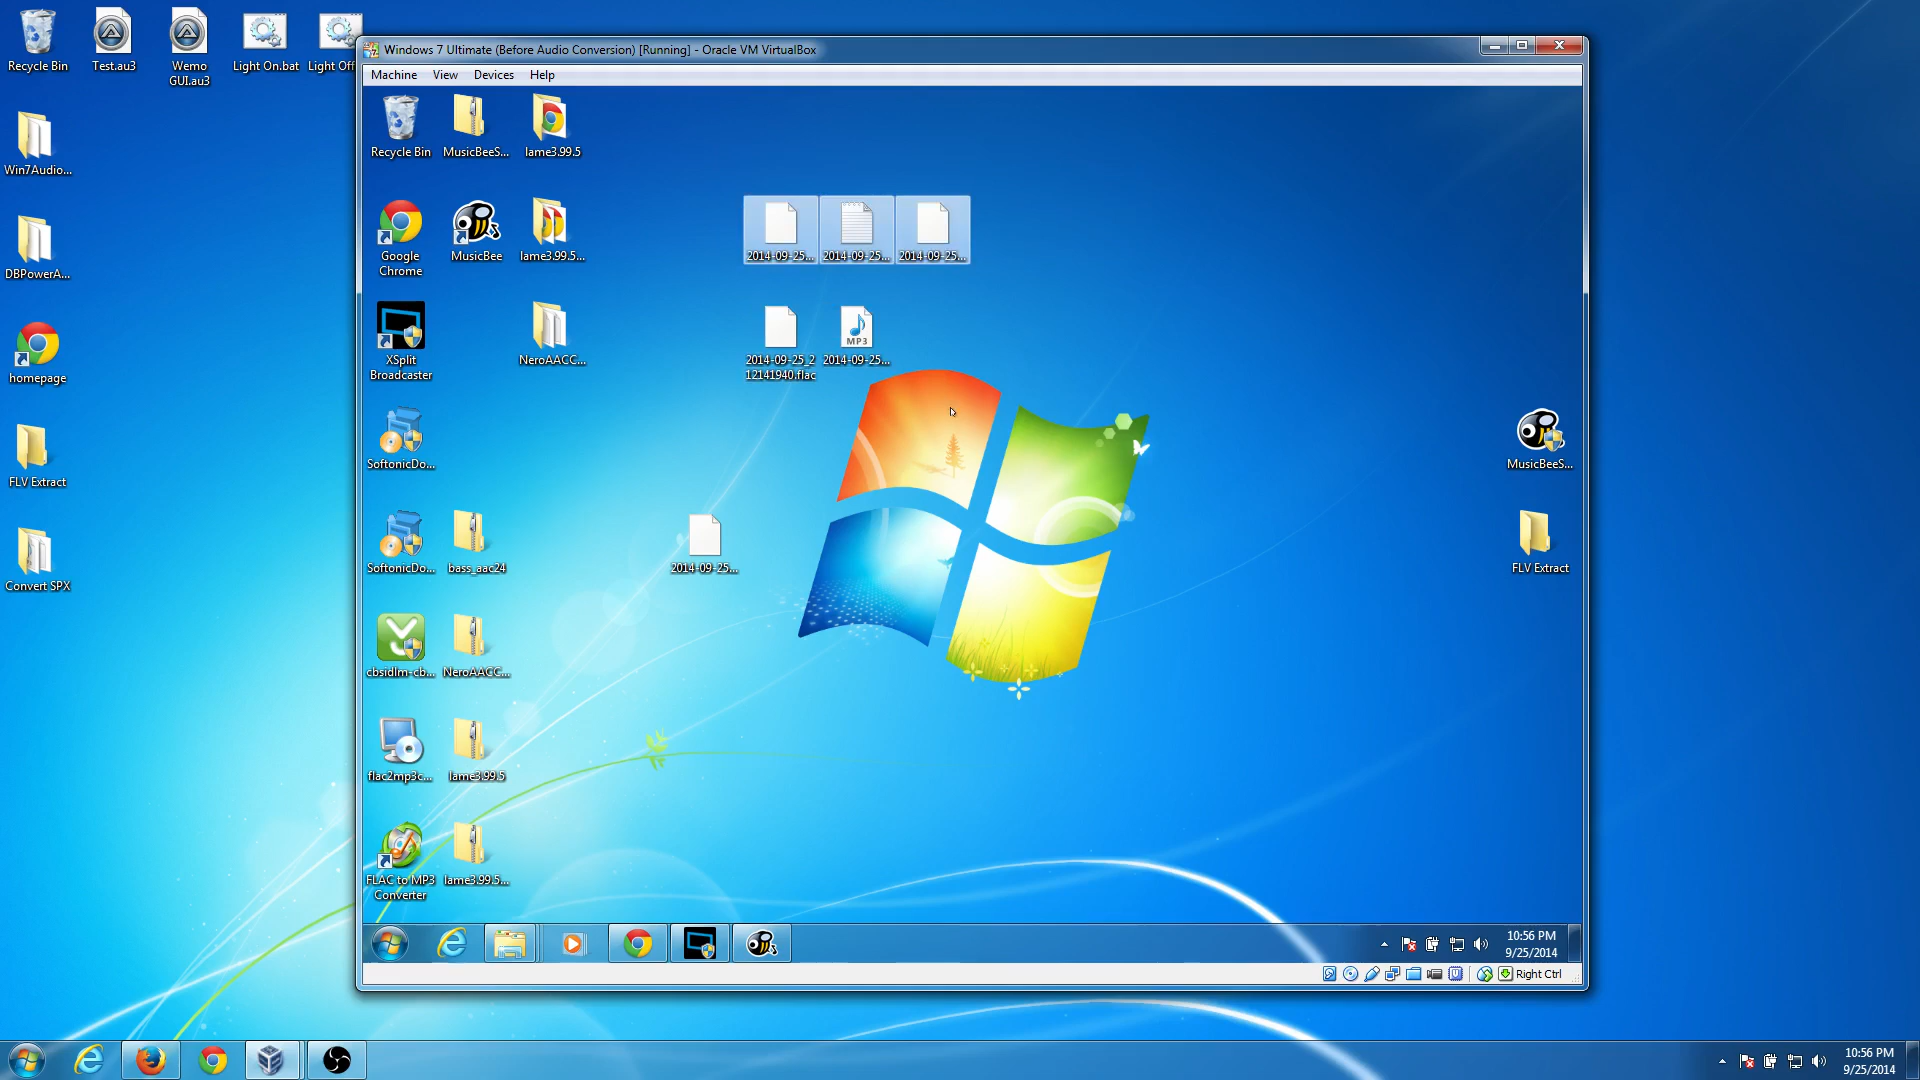 Recycle Bin
Test.au3
Wemo
GUI.au3
Light On.bat
Light Off
Win7Audio...
DBPowerA...
homepage
FLV Extract
Convert SPX
Windows 7 Ultimate (Before Audio Conversion) [Running] - Oracle VM VirtualBox
Machine View Devices Help
Recycle Bin
MusicBeeS...
lame3.99.5
Google
Chrome
MusicBee
lame3.99.5...
2014-09-25...
2014-09-25...
2014-09-25...
XSplit
Broadcaster
NeroAACC...
2014-09-25_2
12141940.flac
MP3
2014-09-25...
SoftonicDo...
MusicBeeS...
SoftonicDo...
bass_aac24
2014-09-25...
FLV Extract
cbsidlm-cb...
NeroAACC...
flac2mp3c...
lame3.99.5
FLAC to MP3
Converter
lame3.99.5...
10:56 PM
9/25/2014
Right Ctrl
10:56 PM
9/25/2014